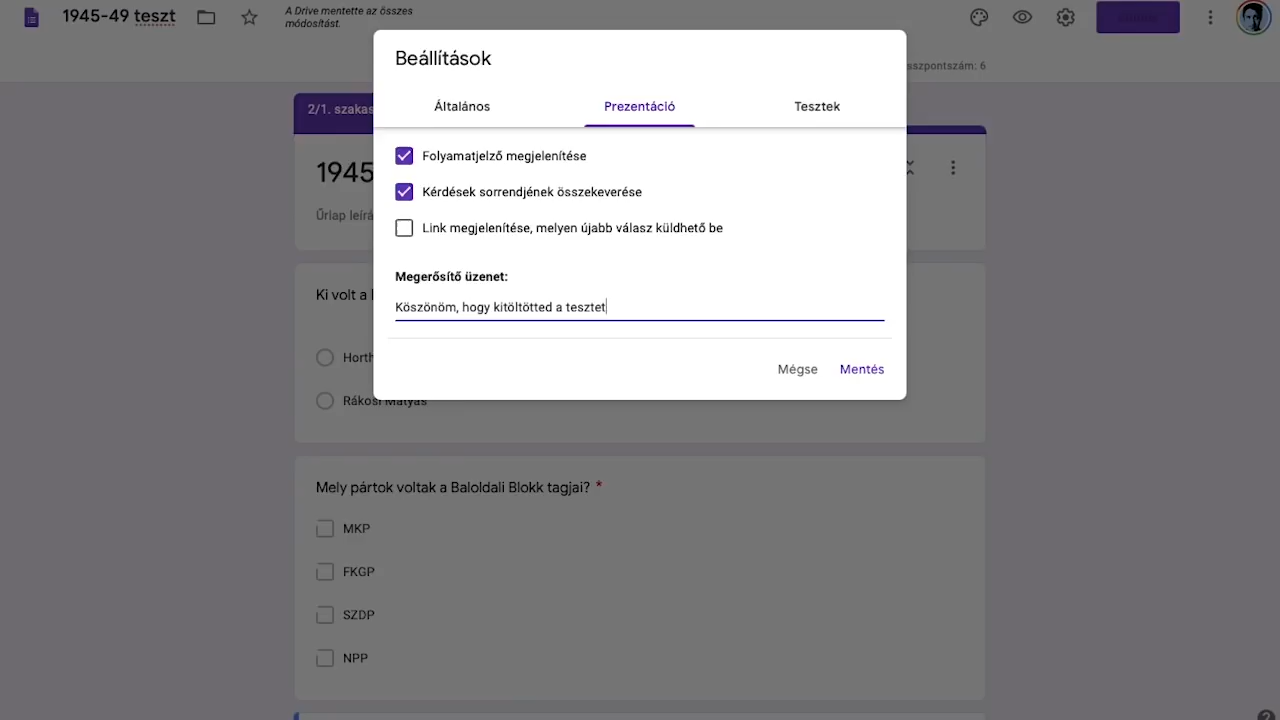 1945-49 teszt
A Drive mentette az összes
módosítást.
sszpontszám: 6
Beállítások
Általános
Prezentáció
Tesztek
Folyamatjelző megjelenítése
Kérdések sorrendjének összekeverése
Link megjelenítése, melyen újabb válasz küldhető be
Megerősítő üzenet:
Köszönöm, hogy kitöltötted a tesztet
Mégse
Mentés
2/1. szakas
1945
Űrlap leírá
Ki volt a
Horth
Rákosi Mátyás
Mely pártok voltak a Baloldali Blokk tagjai? *
MKP
FKGP
SZDP
NPP